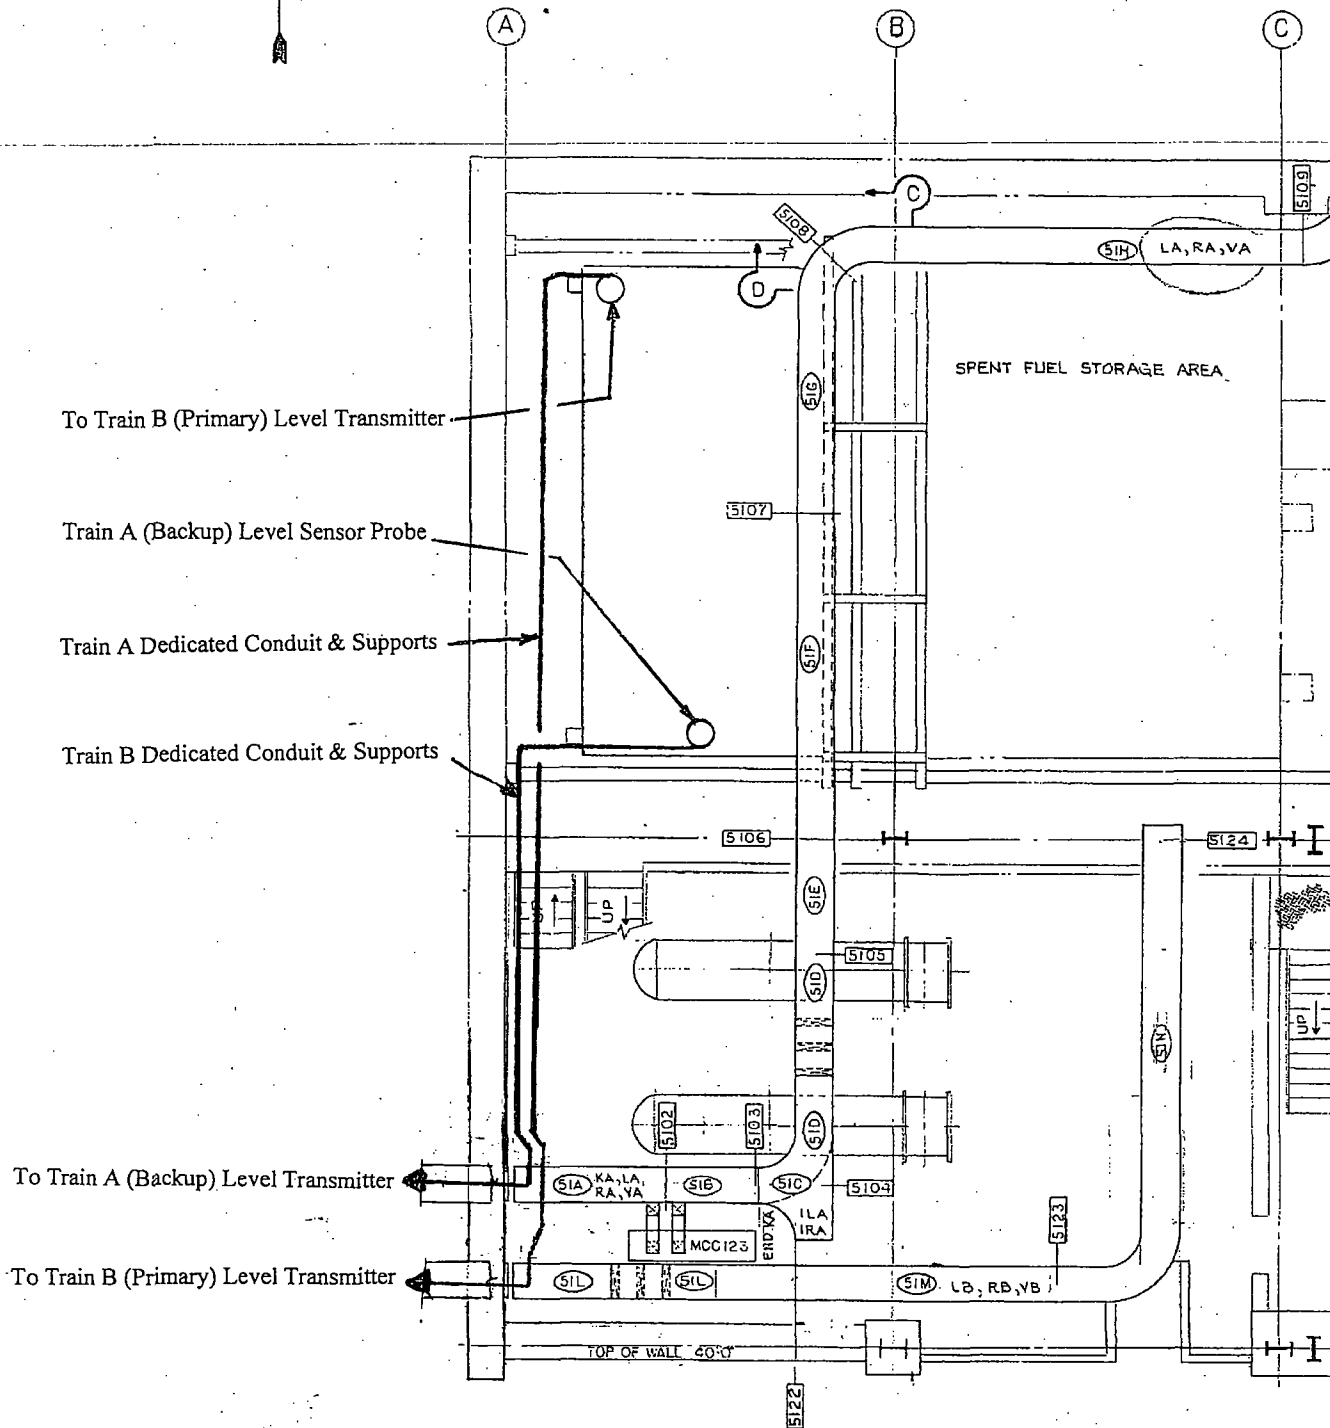 A
B
C
5109
C
5108
51H
LA, RA, VA
D
SPENT FUEL STORAGE AREA
51G
To Train B (Primary) Level Transmitter
5107
Train A (Backup) Level Sensor Probe
Train A Dedicated Conduit & Supports
51F
Train B Dedicated Conduit & Supports
5106
5124
51E
UP
UP
5105
51D
UP
51N
5102
5103
51D
To Train A (Backup) Level Transmitter
51A
KA, LA,
RA, VA
51B
51C
5104
END KA
ILA
IRA
5123
MCC123
To Train B (Primary) Level Transmitter
51L
51L
51M
LB, RB, VB
TOP OF WALL 40'0"
5122